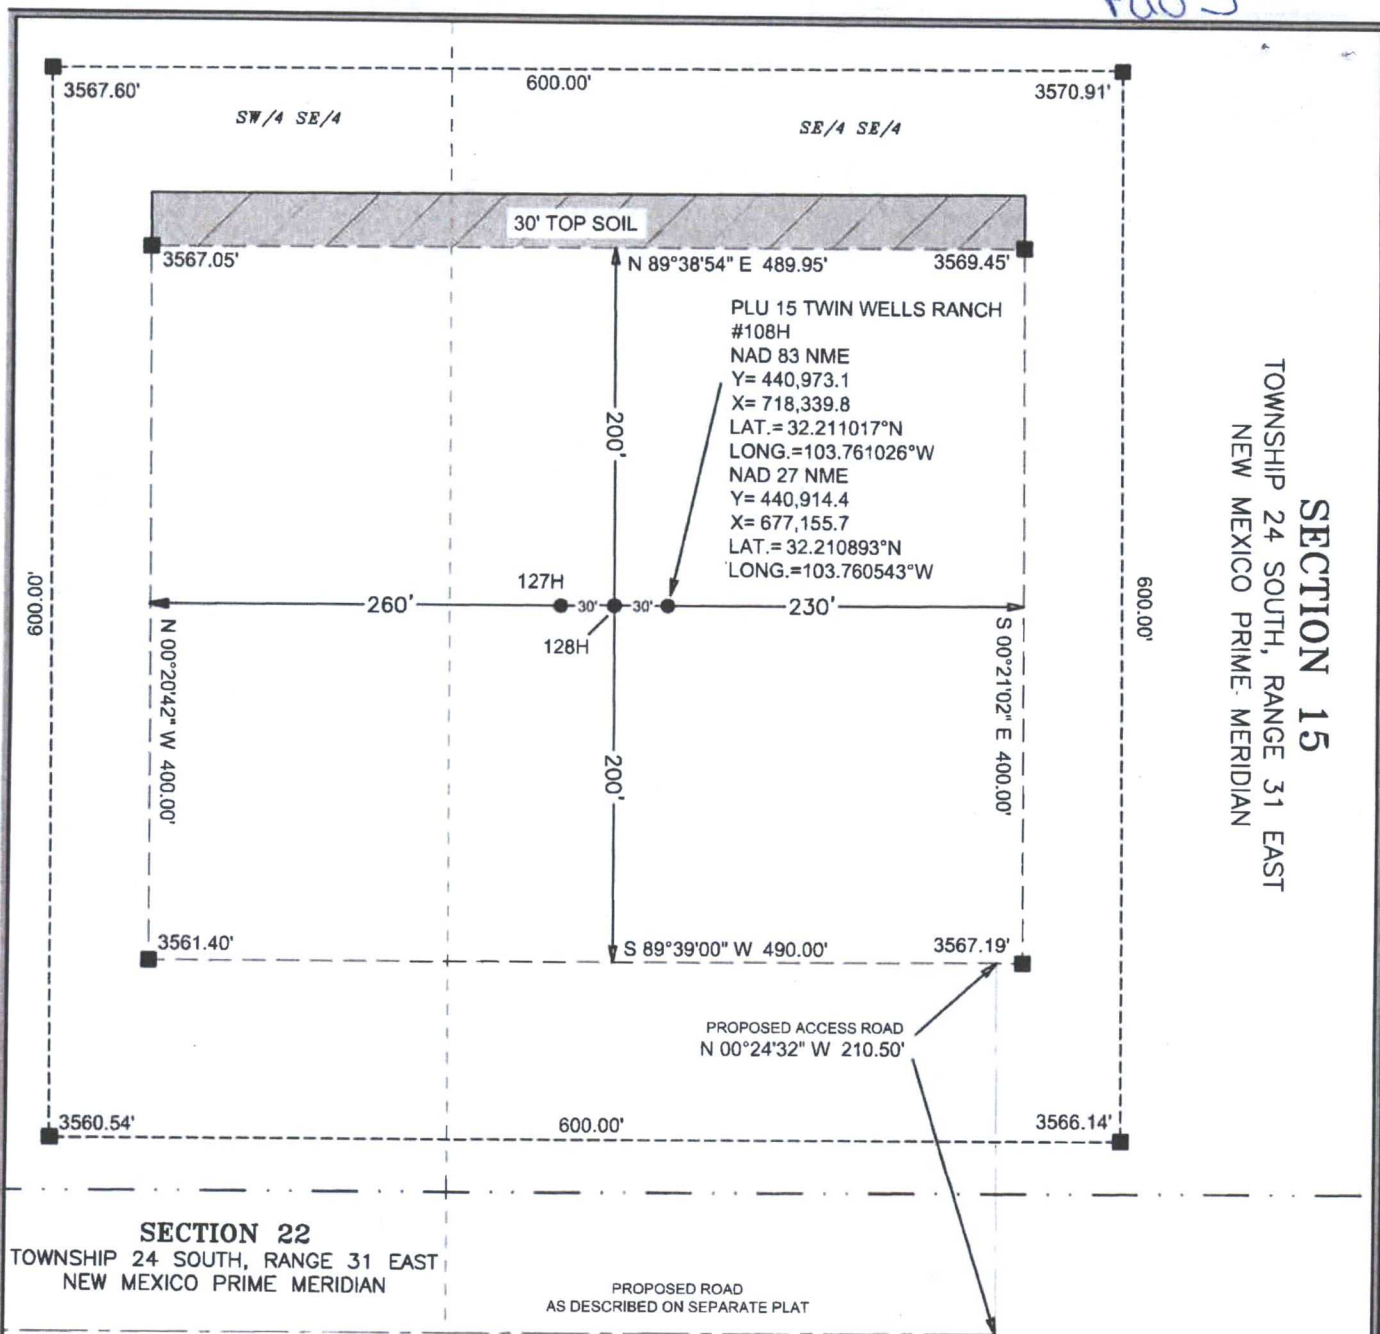 600.00'
3567.60'
3570.91'
SW/4 SE/4
SE/4 SE/4
30' TOP SOIL
3567.05'
N 89°38'54" E 489.95'
3569.45'
PLU 15 TWIN WELLS RANCH
#108H
NAD 83 NME
Y= 440,973.1
X= 718,339.8
LAT.= 32.211017°N
LONG.=103.761026°W
NAD 27 NME
Y= 440,914.4
X= 677,155.7
LAT.= 32.210893°N
LONG.=103.760543°W
200'
SECTION 15
TOWNSHIP 24 SOUTH, RANGE 31 EAST
NEW MEXICO PRIME MERIDIAN
600.00'
127H
260'
30'
30'
230'
600.00'
128H
N 00°20'42" W 400.00'
S 00°21'02" E 400.00'
200'
3561.40'
S 89°39'00" W 490.00'
3567.19'
PROPOSED ACCESS ROAD
N 00°24'32" W 210.50'
3560.54'
600.00'
3566.14'
SECTION 22
TOWNSHIP 24 SOUTH, RANGE 31 EAST
NEW MEXICO PRIME MERIDIAN
PROPOSED ROAD
AS DESCRIBED ON SEPARATE PLAT